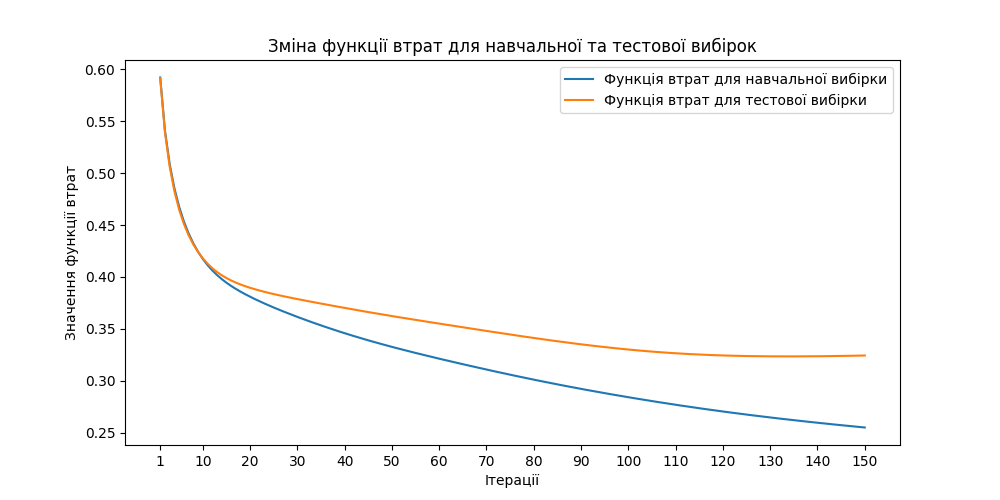 Зміна функції втрат для навчальної та тестової вибірок
Функція втрат для навчальної вибірки
Функція втрат для тестової вибірки
Значення функції втрат
0.60
0.55
0.50
0.45
0.40
0.35
0.30
0.25
1 10 20 30 40 50 60 70 80 90 100 110 120 130 140 150
Ітерації